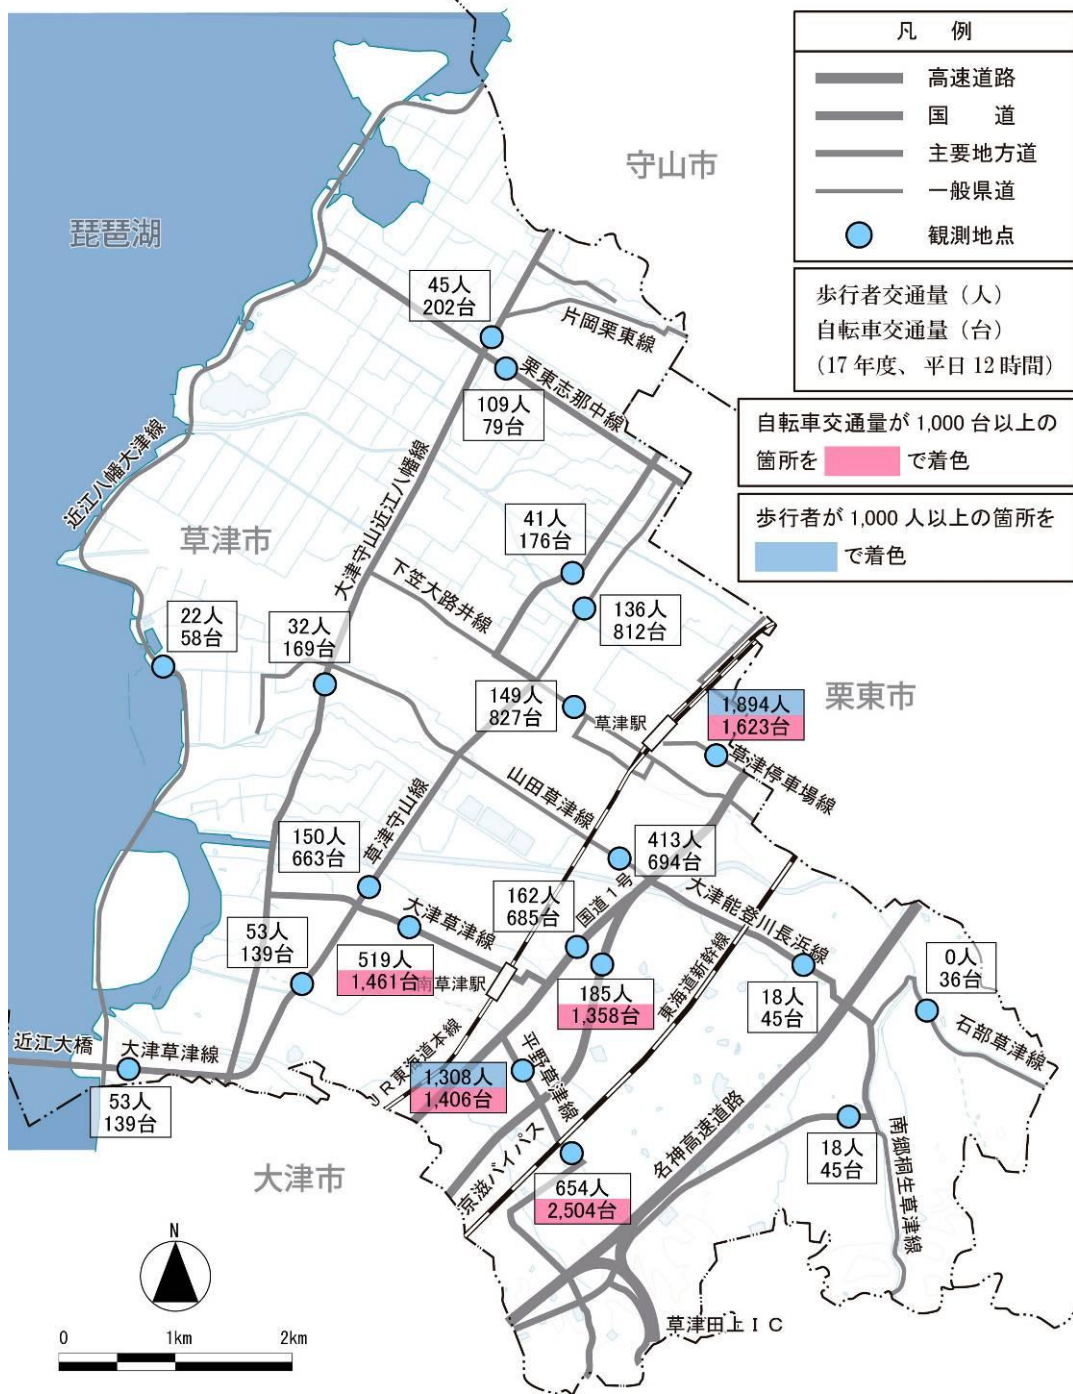 凡 例
高速道路
国 道
主要地方道
一般県道
観測地点
歩行者交通量（人）
自転車交通量（台）
（17 年度、平日 12 時間）
自転車交通量が 1,000 台以上の
箇所を で着色
歩行者が 1,000 人以上の箇所を
で着色
守山市
琵琶湖
45人
202台
片岡栗東線
栗東志那中線
109人
79台
近江八幡大津線
大津守山近江八幡線
草津市
41人
176台
下笠大路井線
136人
812台
22人
58台
32人
169台
栗東市
149人
827台
草津駅
1,894人
1,623台
草津停車場線
山田草津線
150人
663台
草津守山線
413人
694台
162人
685台
国道１号
大津能登川長浜線
大津草津線
53人
139台
519人
1,461台
南草津駅
185人
1,358台
東海道新幹線
18人
45台
0人
36台
石部草津線
近江大橋
大津草津線
53人
139台
ＪＲ東海道本線
1,308人
1,406台
平野草津線
京滋バイパス
名神高速道路
18人
45台
南郷桐生草津線
大津市
654人
2,504台
草津田上ＩＣ
N
0 1km 2km